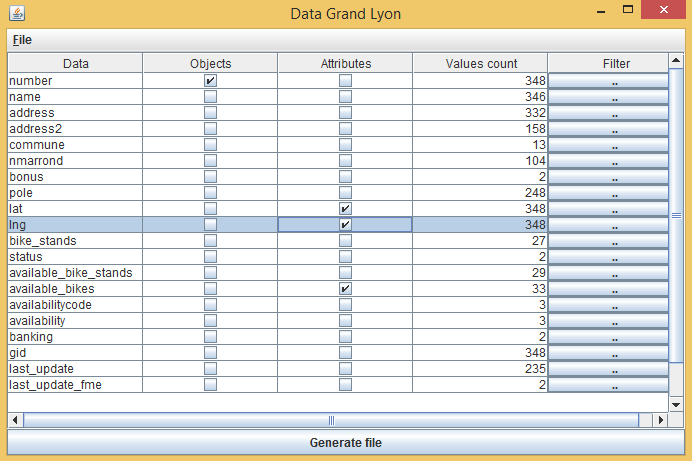 Data Grand Lyon
File
Data Objects Attributes Values count Filter
number 348 ..
name 346 ..
address 332 ..
address2 158 ..
commune 13 ..
nmarrond 104 ..
bonus 2 ..
pole 248 ..
lat 348 ..
lng 348 ..
bike_stands 27 ..
status 2 ..
available_bike_stands 29 ..
available_bikes 33 ..
availabilitycode 3 ..
availability 3 ..
banking 2 ..
gid 348 ..
last_update 235 ..
last_update_fme 2 ..
Generate file